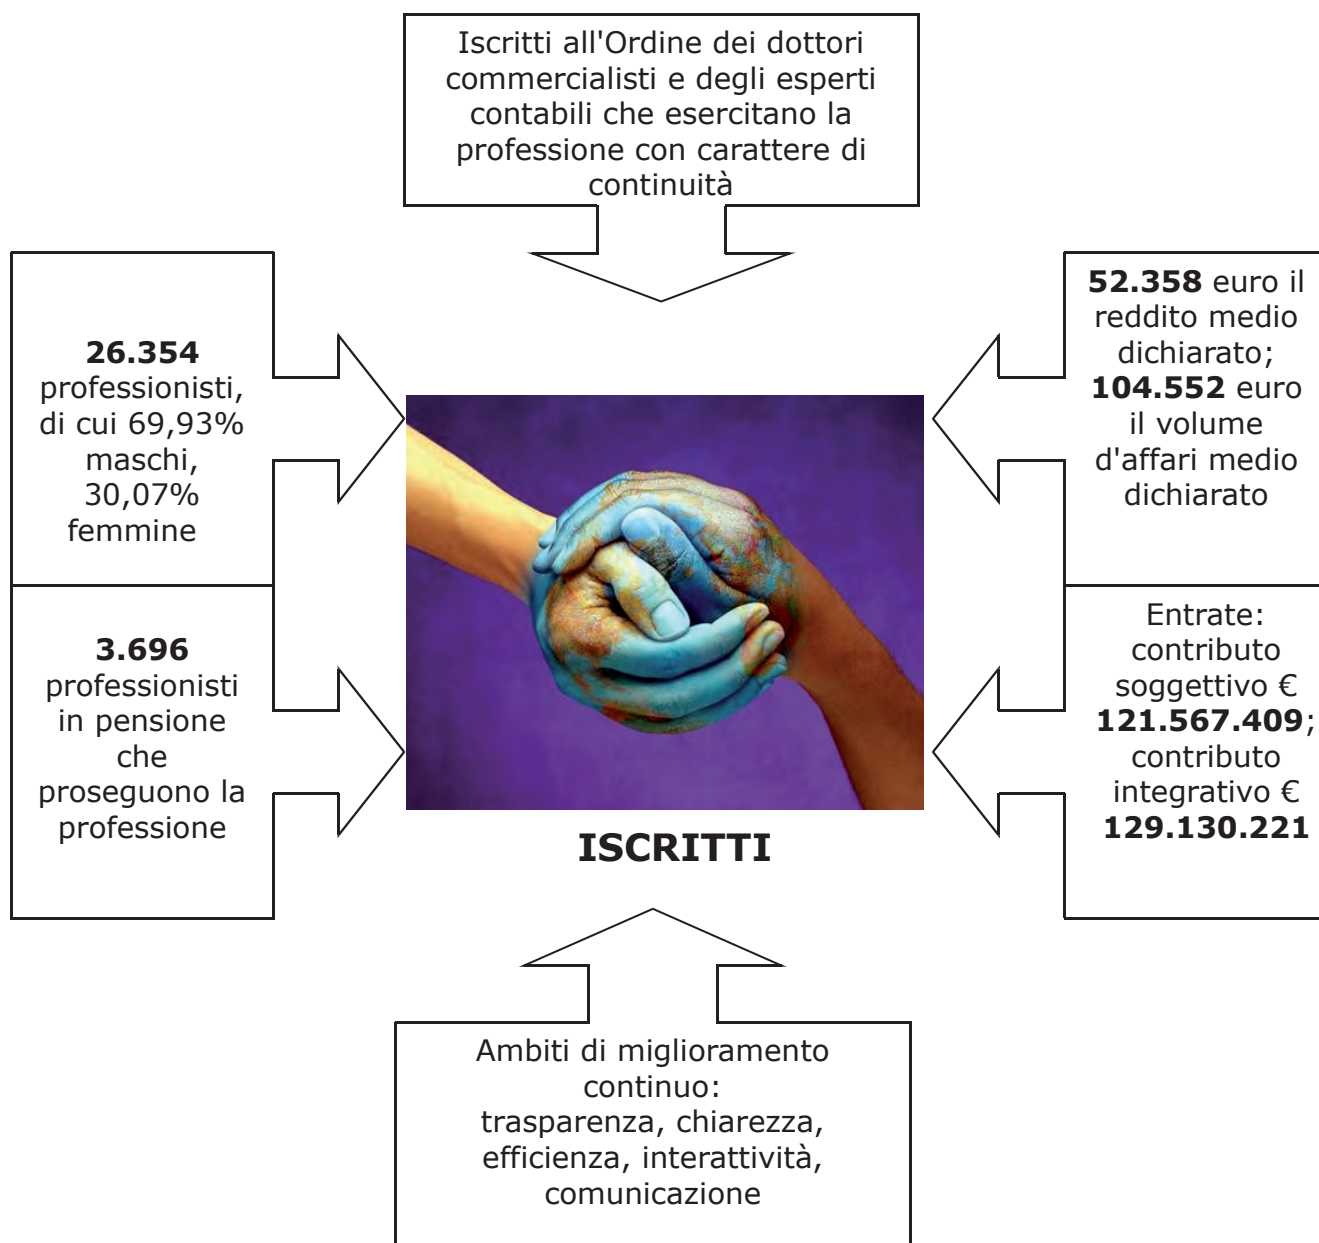 Iscritti all'Ordine dei dottori
commercialisti e degli esperti
contabili che esercitano la
professione con carattere di
continuità
26.354
professionisti,
di cui 69,93%
maschi,
30,07%
femmine
3.696
professionisti
in pensione
che
proseguono la
professione
52.358 euro il
reddito medio
dichiarato;
104.552 euro
il volume
d'affari medio
dichiarato
Entrate:
contributo
soggettivo €
121.567.409;
contributo
integrativo €
129.130.221
ISCRITTI
Ambiti di miglioramento
continuo:
trasparenza, chiarezza,
efficienza, interattività,
comunicazione